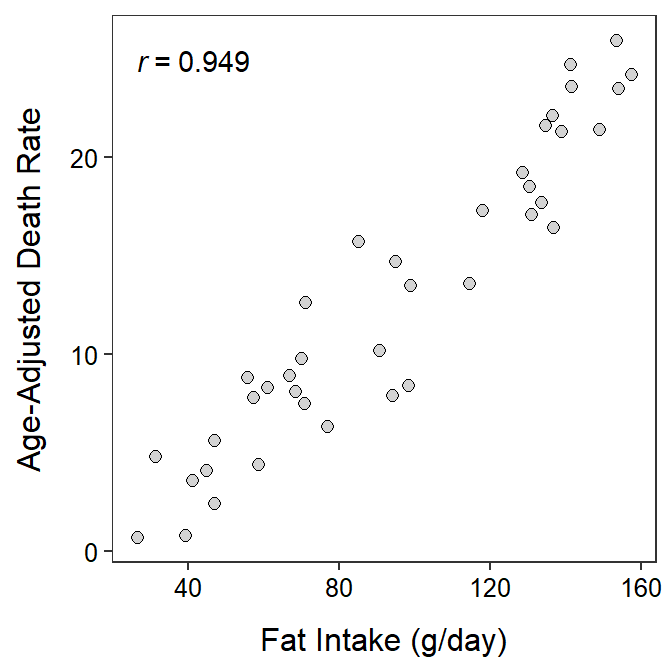 r = 0.949
Age-Adjusted Death Rate
20
10
0
40 80 120 160
Fat Intake (g/day)